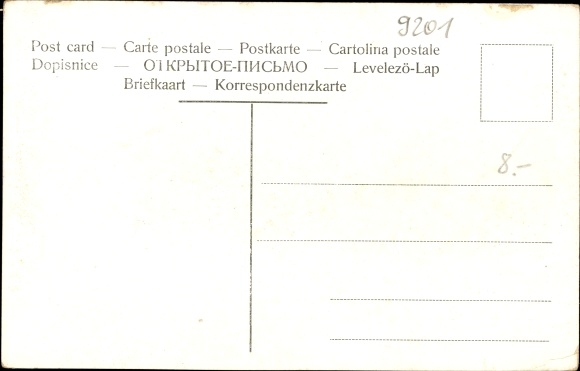 9201
Post card — Carte postale — Postkarte — Cartolina postale
Dopisnice — ОТКРЫТОЕ-ПИСЬМО — Levelezö-Lap
Briefkaart — Korrespondenzkarte
8.-